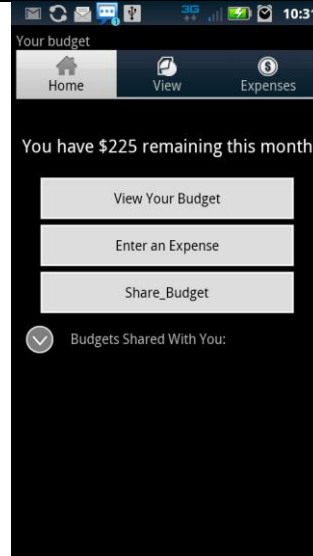 3G 10:31
Your budget
Home View Expenses
You have $225 remaining this month
View Your Budget
Enter an Expense
Share_Budget
Budgets Shared With You: